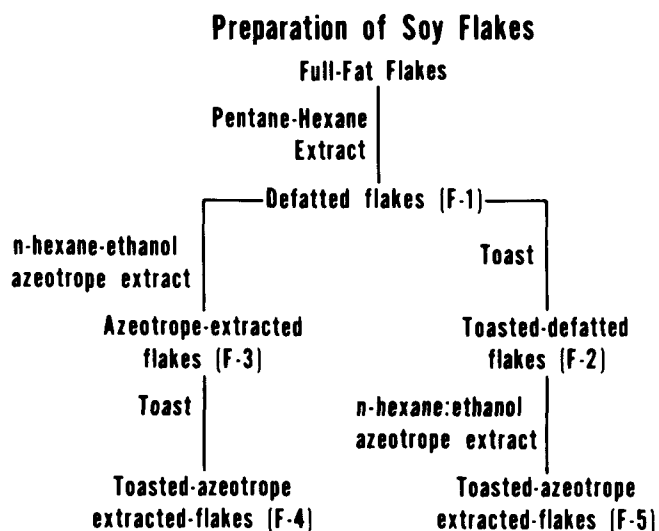 Preparation of Soy Flakes
Full-Fat Flakes
Pentane-Hexane
Extract
Defatted flakes (F-1)
n-hexane-ethanol
azeotrope extract
Toast
Azeotrope-extracted
flakes (F-3)
Toasted-defatted
flakes (F-2)
Toast
n-hexane:ethanol
azeotrope extract
Toasted-azeotrope
extracted-flakes (F-4)
Toasted-azeotrope
extracted-flakes (F-5)